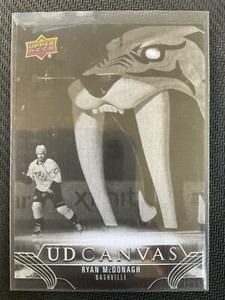 UPPER
DECK
UD CANVAS
RYAN McDONAGH
NASHVILLE